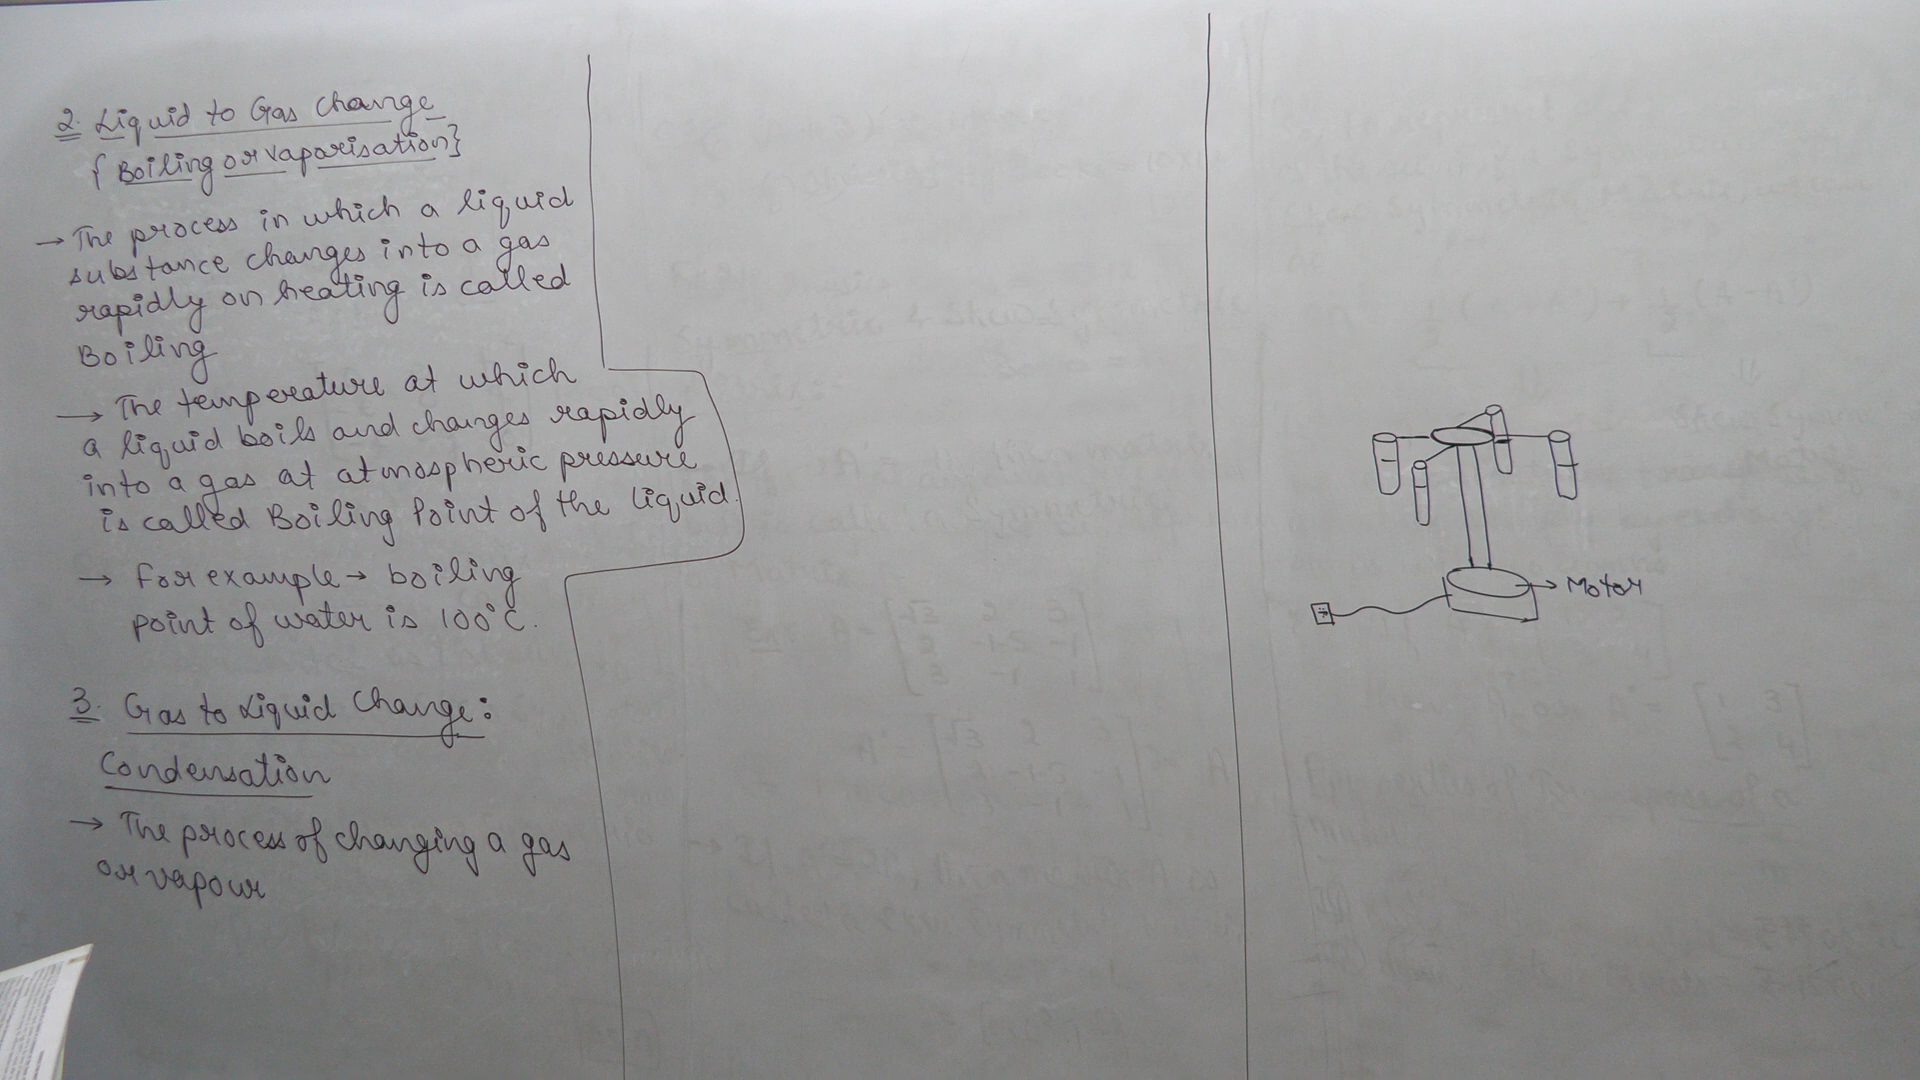 2. Liquid to Gas Change
{Boiling or vaporisation}
→ The process in which a liquid
substance changes into a gas
rapidly on heating is called
Boiling
→ The temperature at which
a liquid boils and changes rapidly
into a gas at atmospheric pressure
is called Boiling Point of the liquid.
→ For example → boiling
point of water is 100°C.
3. Gas to Liquid Change:
Condensation
→ The process of changing a gas
or vapour
→ Motor